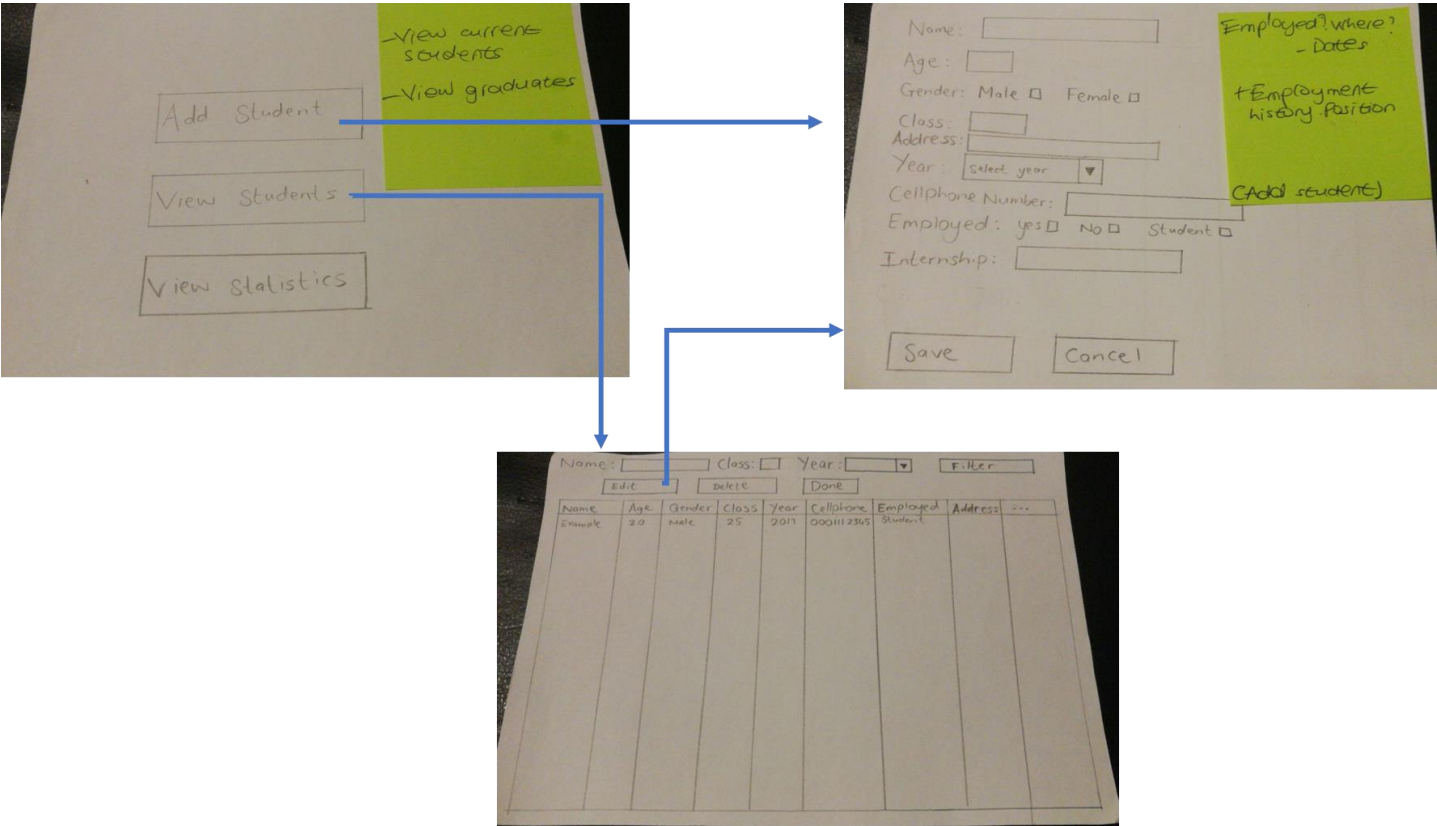 -View current
students
-View graduates
Add Student
View Students
View Statistics
Name:
Age:
Gender: Male Female
Class:
Address:
Year: Select year
Cellphone Number:
Employed: yes No Student
Internship:
Save Cancel
Employed? where?
- Dates
+Employment
history.Position
(Add student)
Name: Class: Year: Filter
Edit Delete Done
Name Age Gender Class Year Cellphone Employed Address ...
Example 20 Male 25 2017 0001112345 Student